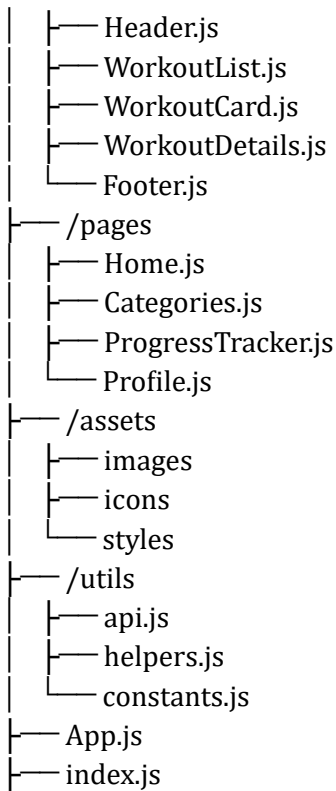 │   ├── Header.js
│   ├── WorkoutList.js
│   ├── WorkoutCard.js
│   ├── WorkoutDetails.js
│   └── Footer.js
├── /pages
│   ├── Home.js
│   ├── Categories.js
│   ├── ProgressTracker.js
│   └── Profile.js
├── /assets
│   ├── images
│   ├── icons
│   └── styles
├── /utils
│   ├── api.js
│   ├── helpers.js
│   └── constants.js
├── App.js
├── index.js